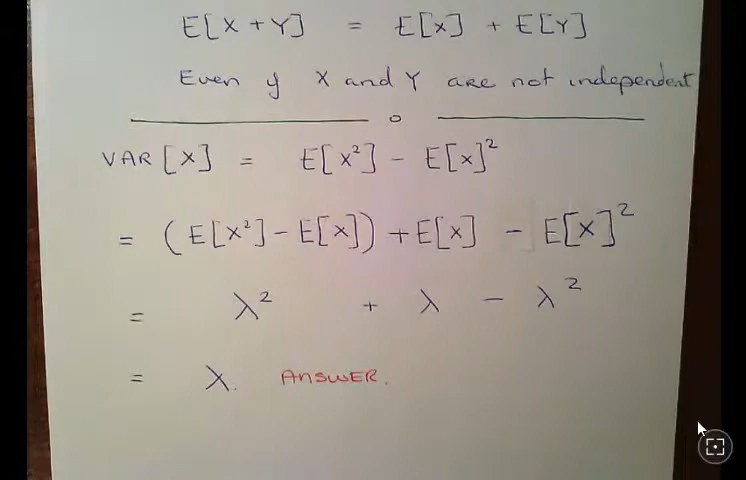 E[X + Y] = E[X] + E[Y]
Even if X and Y are not independent
VAR[X] = E[X²] - E[X]²
= (E[X²] - E[X]) + E[X] - E[X]²
= λ² + λ - λ²
= λ. ANSWER.